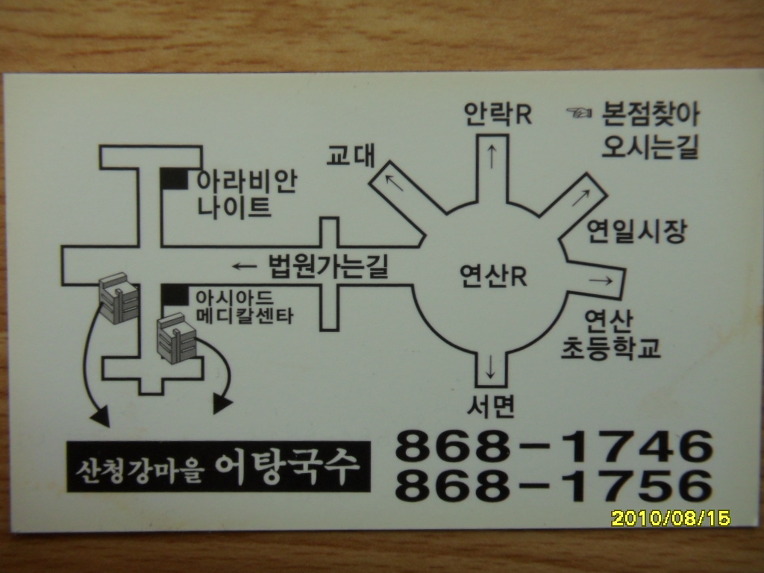 안락R
☜ 본점찾아
오시는길
교대
아라비안
나이트
연일시장
← 법원가는길
연산R
아시아드
메디칼센타
연산
초등학교
서면
산청강마을 어탕국수
868-1746
868-1756
2010/08/15